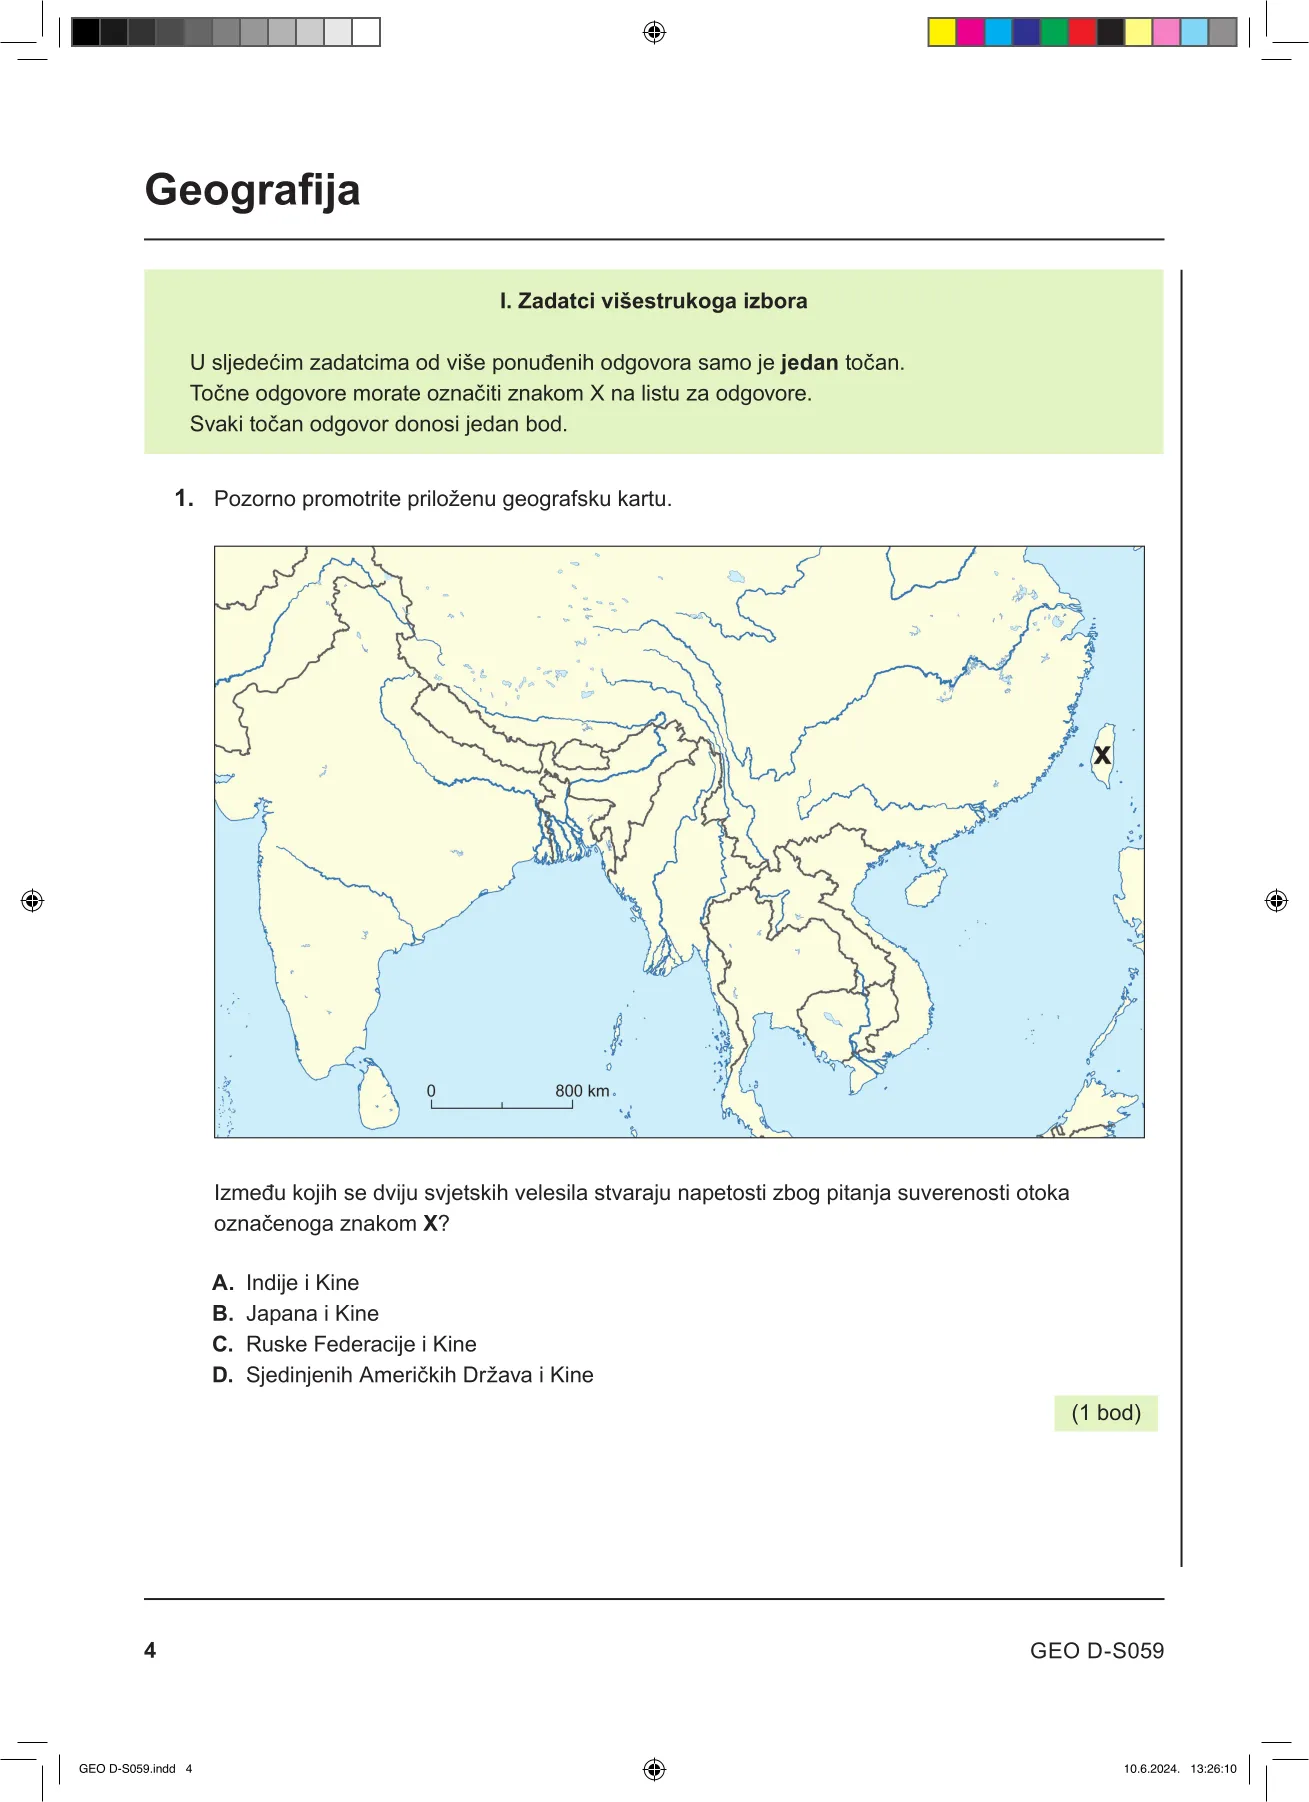 Geografija
I. Zadatci višestrukoga izbora
U sljedećim zadatcima od više ponuđenih odgovora samo je jedan točan.
Točne odgovore morate označiti znakom X na listu za odgovore.
Svaki točan odgovor donosi jedan bod.
1. Pozorno promotrite priloženu geografsku kartu.
X
0 800 km
Između kojih se dviju svjetskih velesila stvaraju napetosti zbog pitanja suverenosti otoka
označenoga znakom X?
A. Indije i Kine
B. Japana i Kine
C. Ruske Federacije i Kine
D. Sjedinjenih Američkih Država i Kine
(1 bod)
4 GEO D-S059
GEO D-S059.indd 4 10.6.2024. 13:26:10